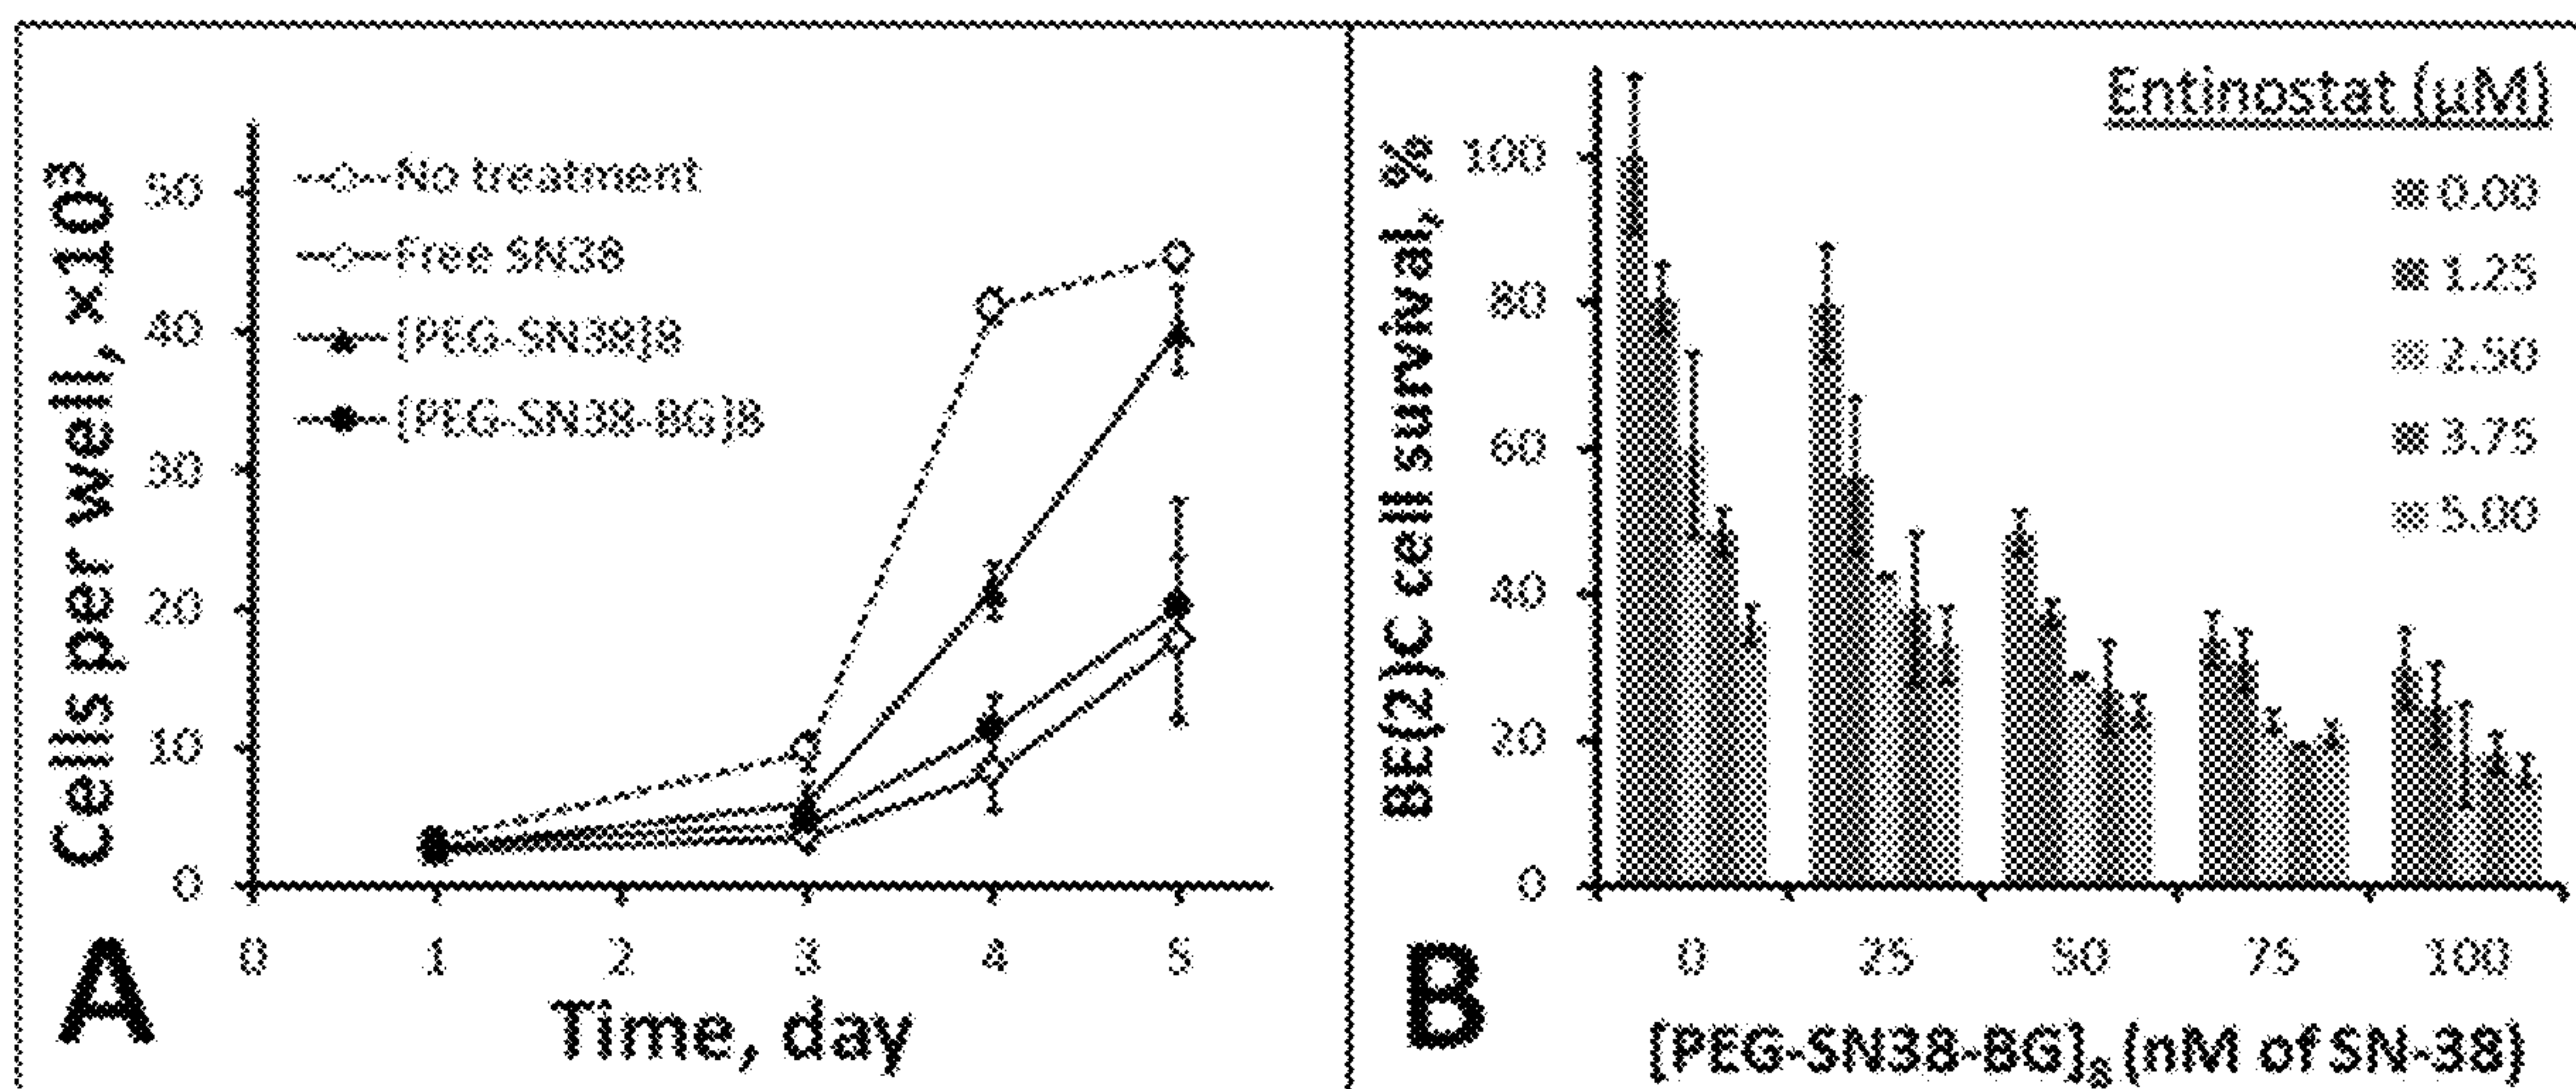 Cells per well, ×10³
50
40
30
20
10
0
No treatment
Free SN38
[PEG-SN38]8
[PEG-SN38-BG]8
0 1 2 3 4 5
Time, day
A
BE(2)C cell survival, %
100
80
60
40
20
0
Entinostat (μM)
0.00
1.25
2.50
3.75
5.00
0 25 50 75 100
[PEG-SN38-BG]₈ (nM of SN-38)
B